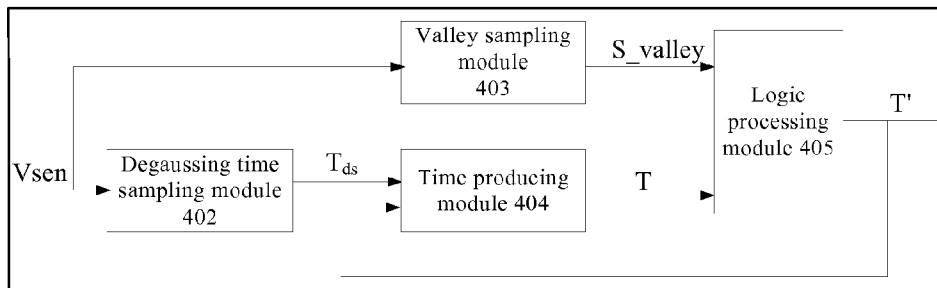 Valley sampling
module
403
S_valley
Logic
processing
module 405
T'
Vsen
Degaussing time
sampling module
402
T_ds
Time producing
module 404
T